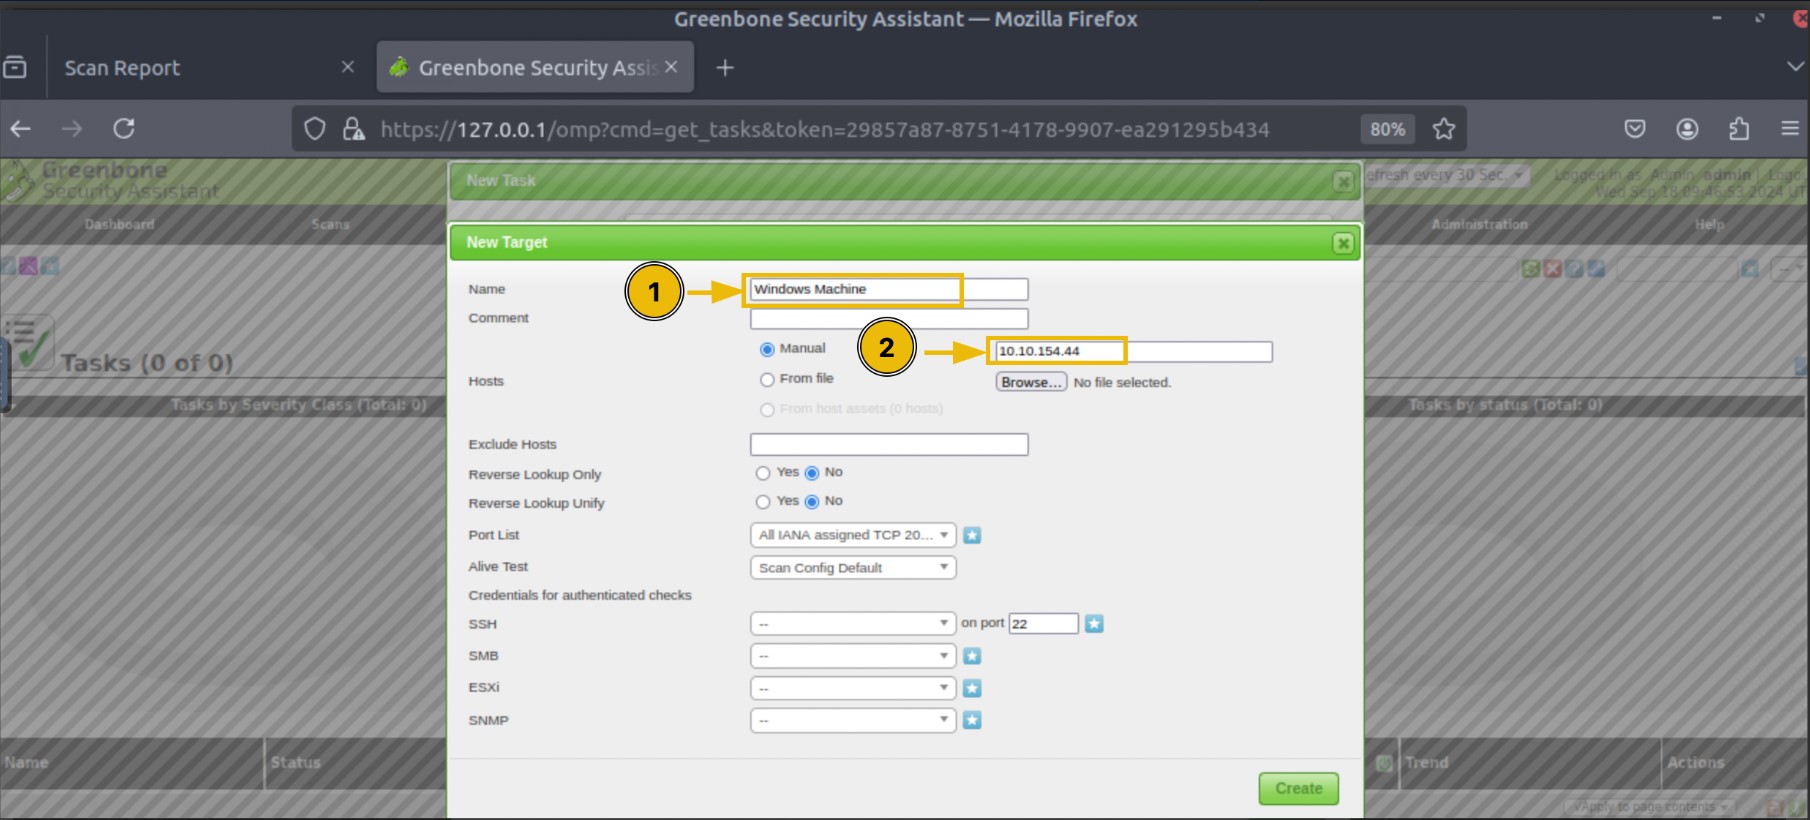 Greenbone Security Assistant — Mozilla Firefox
Scan Report
Greenbone Security Assis
https://127.0.0.1/omp?cmd=get_tasks&token=29857a87-8751-4178-9907-ea291295b434
80%
Greenbone
Security Assistant
New Task
efresh every 30 Sec.
Logged in as Admin admin | Logou
Wed Sep 18 09:46:53 2024 UT
Dashboard
Scans
Administration
Help
New Target
Name
1
Windows Machine
Comment
Manual
2
10.10.154.44
Tasks (0 of 0)
Hosts
From file
Browse...
No file selected.
From host assets (0 hosts)
Tasks by Severity Class (Total: 0)
Tasks by status (Total: 0)
Exclude Hosts
Reverse Lookup Only
Yes
No
Reverse Lookup Unify
Yes
No
Port List
All IANA assigned TCP 20...
Alive Test
Scan Config Default
Credentials for authenticated checks
SSH
--
on port
22
SMB
--
ESXi
--
SNMP
--
Name
Status
Trend
Actions
Create
√Apply to page contents